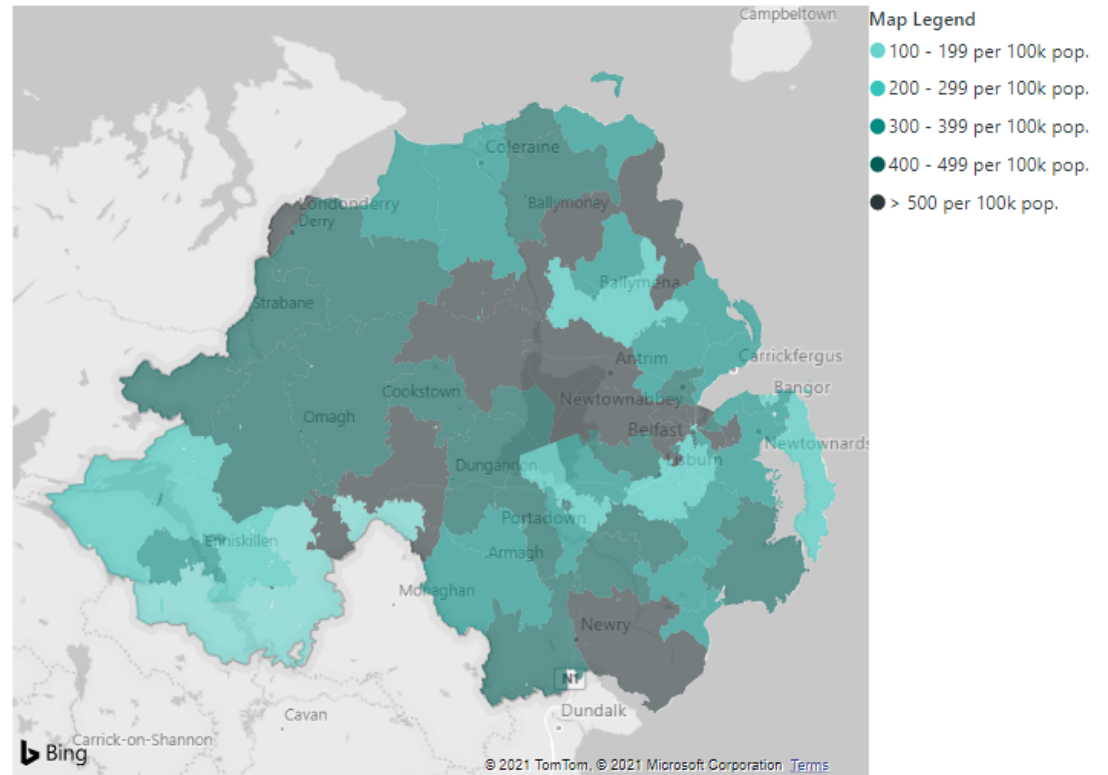 Campbeltown
Map Legend
100 - 199 per 100k pop.
200 - 299 per 100k pop.
300 - 399 per 100k pop.
400 - 499 per 100k pop.
> 500 per 100k pop.
Coleraine
Londonderry
Derry
Ballymoney
Ballymena
Strabane
Antrim
Carrickfergus
Cookstown
Newtownabbey
Bangor
Omagh
Belfast
Newtownards
Dungannon
Lisburn
Portadown
Enniskillen
Armagh
Monaghan
Newry
N1
Cavan
Dundalk
Carrick-on-Shannon
Bing
© 2021 TomTom, © 2021 Microsoft Corporation Terms